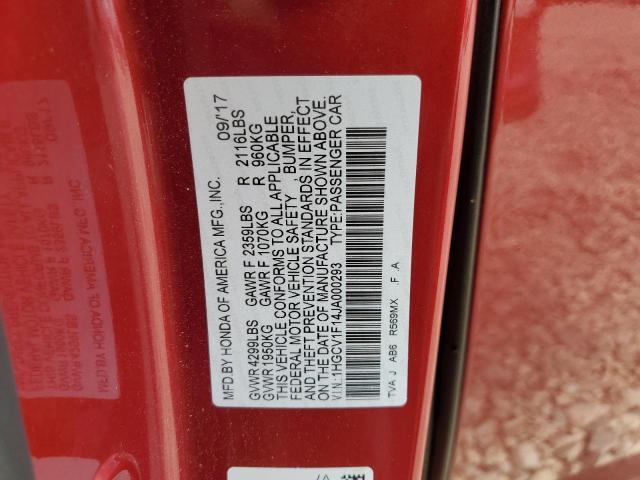 MFD.BY HONDA OF AMERICA MFG.,INC. 09/17
GVWR 4299LBS GAWR F 2359LBS R 2116LBS
GVWR 1950KG GAWR F 1070KG R 960KG
THIS VEHICLE CONFORMS TO ALL APPLICABLE
FEDERAL MOTOR VEHICLE SAFETY , BUMPER,
AND THEFT PREVENTION STANDARDS IN EFFECT
ON THE DATE OF MANUFACTURE SHOWN ABOVE.
V.I.N.:1HGCV1F14JA000293 TYPE:PASSENGER CAR
TVA J AB6 R569MX .F .A